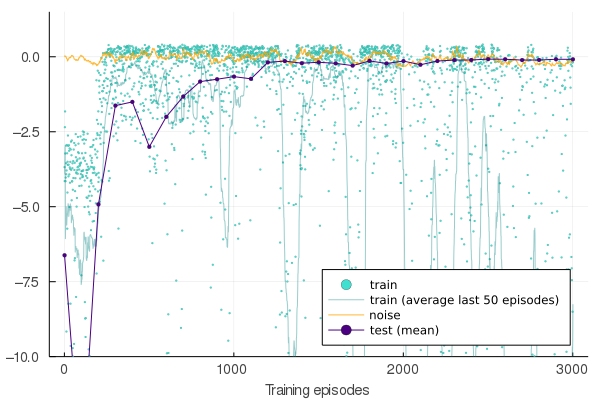 0.0
−2.5
−5.0
−7.5
−10.0
train
train (average last 50 episodes)
noise
test (mean)
0 1000 2000 3000
Training episodes